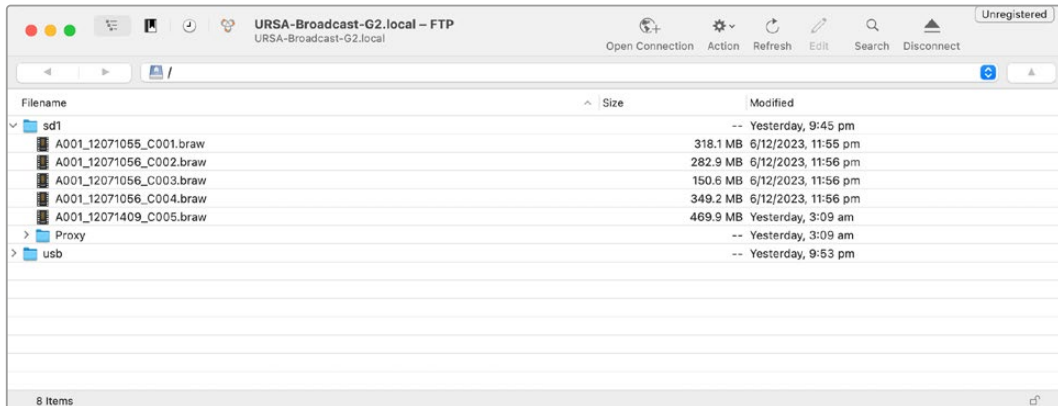 URSA-Broadcast-G2.local – FTP
URSA-Broadcast-G2.local
Open Connection Action Refresh Edit Search Disconnect
Unregistered
/
Filename Size Modified
sd1 -- Yesterday, 9:45 pm
A001_12071055_C001.braw 318.1 MB 6/12/2023, 11:55 pm
A001_12071056_C002.braw 282.9 MB 6/12/2023, 11:56 pm
A001_12071056_C003.braw 150.6 MB 6/12/2023, 11:56 pm
A001_12071056_C004.braw 349.2 MB 6/12/2023, 11:56 pm
A001_12071409_C005.braw 469.9 MB Yesterday, 3:09 am
Proxy -- Yesterday, 3:09 am
usb -- Yesterday, 9:53 pm
8 Items